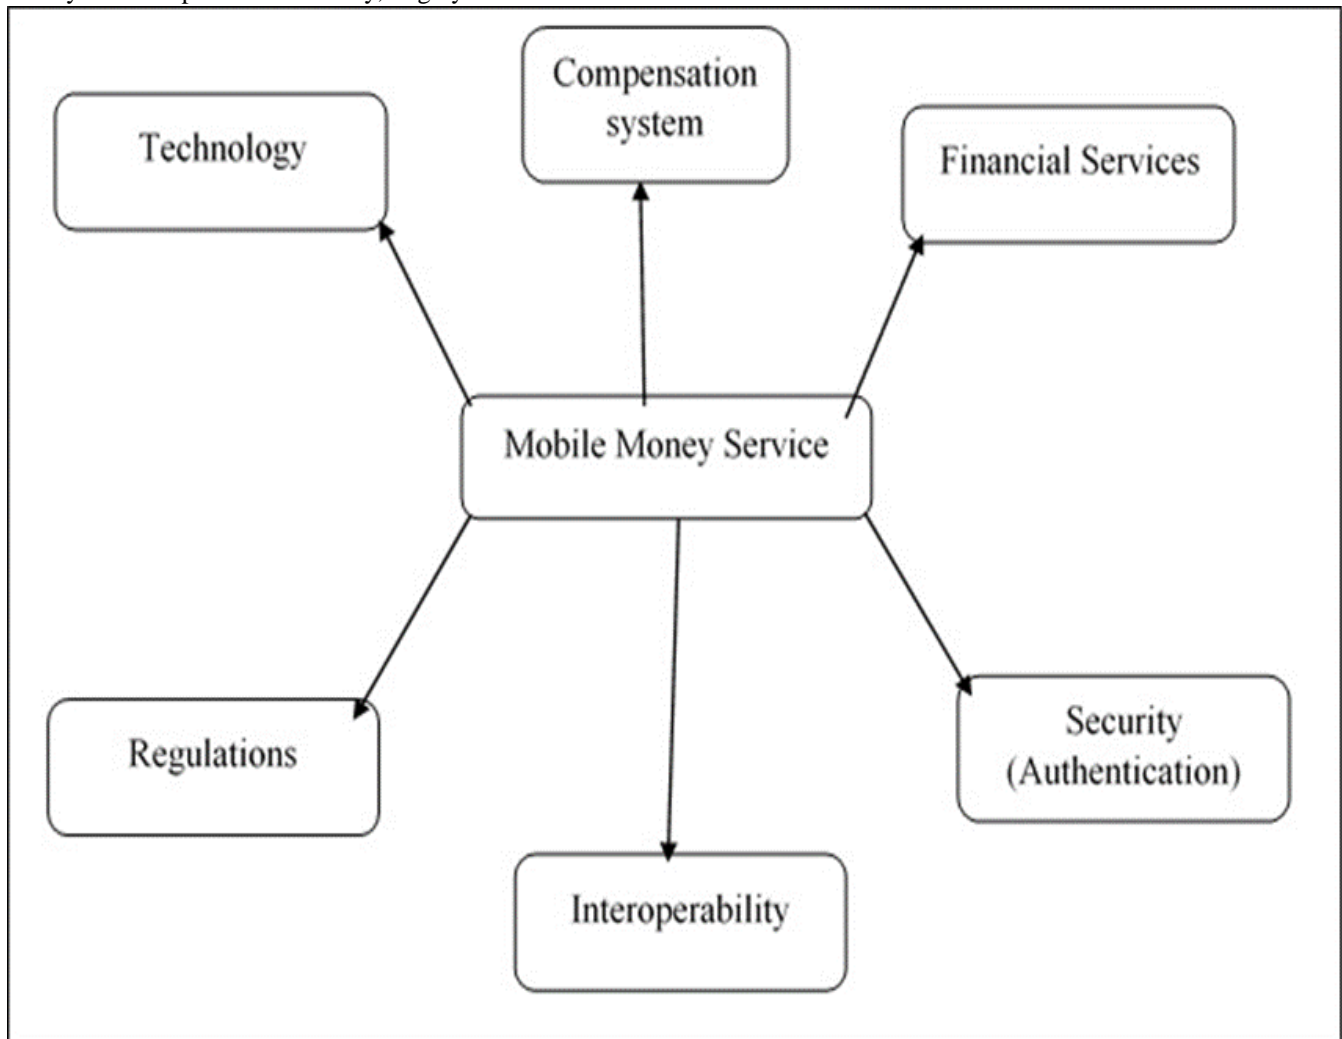 Technology
Compensation
system
Financial Services
Mobile Money Service
Regulations
Security
(Authentication)
Interoperability